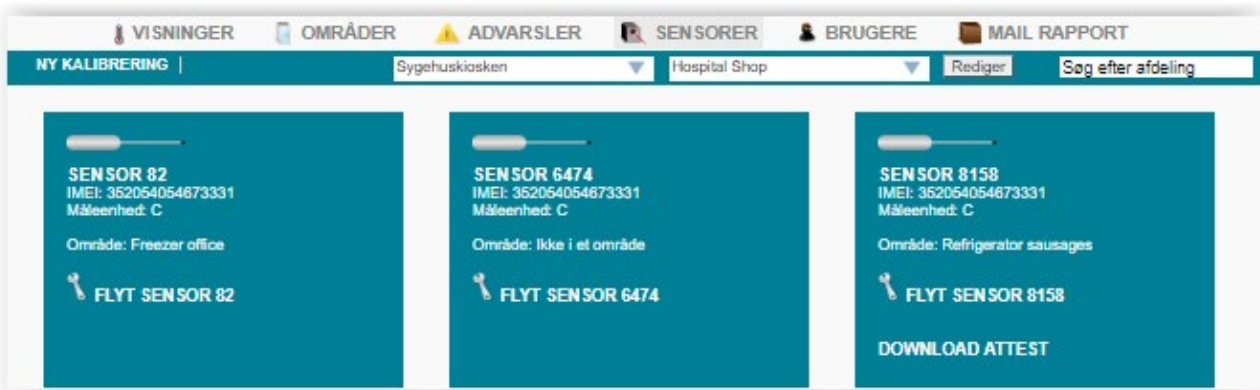 VISNINGER OMRÅDER ADVARSLER SENSORER BRUGERE MAIL RAPPORT
NY KALIBRERING | Sygehuskiosken Hospital Shop Rediger Søg efter afdeling
SENSOR 82
IMEI: 352054054673331
Måleenhed: C
Område: Freezer office
FLYT SENSOR 82
SENSOR 6474
IMEI: 352054054673331
Måleenhed: C
Område: Ikke i et område
FLYT SENSOR 6474
SENSOR 8158
IMEI: 352054054673331
Måleenhed: C
Område: Refrigerator sausages
FLYT SENSOR 8158
DOWNLOAD ATTEST